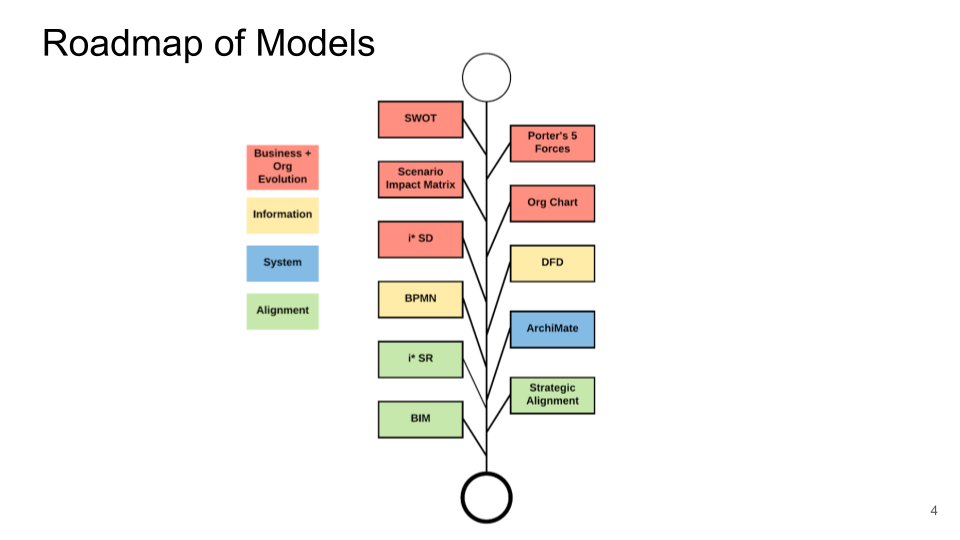 Roadmap of Models
Business +
Org
Evolution
Information
System
Alignment
SWOT
Porter's 5
Forces
Scenario
Impact Matrix
Org Chart
i* SD
DFD
BPMN
ArchiMate
i* SR
Strategic
Alignment
BIM
4